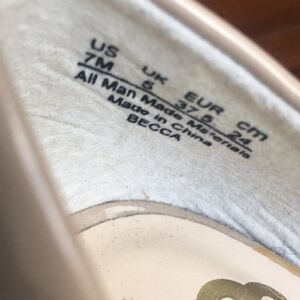 US UK EUR cm
7M 5 37.5 24
All Man Made Materials
Made in China
BECCA